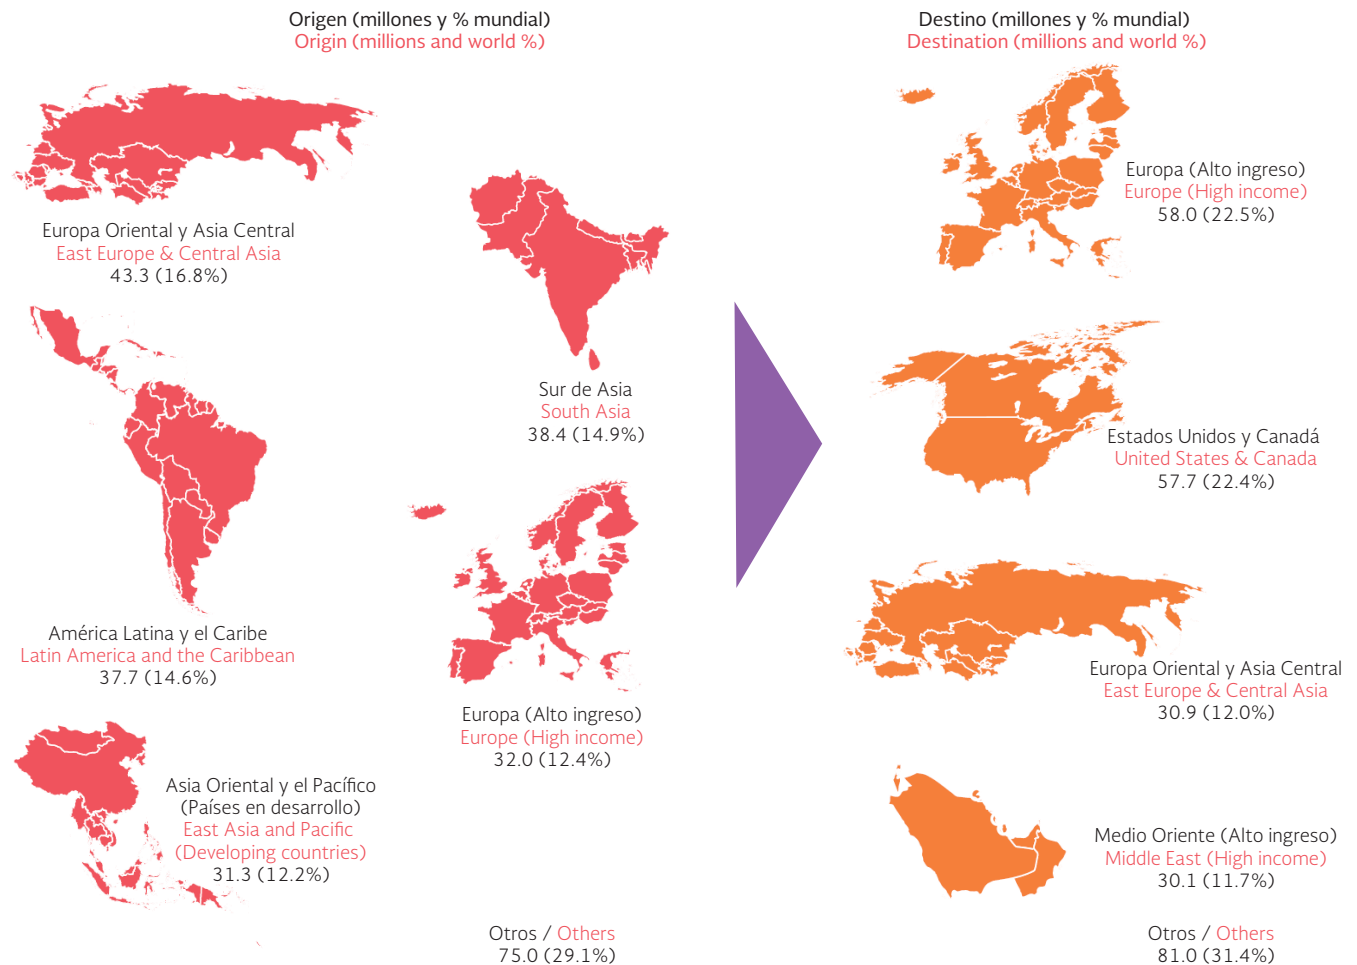 Origen (millones y % mundial)
Origin (millions and world %)
Europa Oriental y Asia Central
East Europe & Central Asia
43.3 (16.8%)
Sur de Asia
South Asia
38.4 (14.9%)
América Latina y el Caribe
Latin America and the Caribbean
37.7 (14.6%)
Europa (Alto ingreso)
Europe (High income)
32.0 (12.4%)
Asia Oriental y el Pacífico
(Países en desarrollo)
East Asia and Pacific
(Developing countries)
31.3 (12.2%)
Otros / Others
75.0 (29.1%)
Destino (millones y % mundial)
Destination (millions and world %)
Europa (Alto ingreso)
Europe (High income)
58.0 (22.5%)
Estados Unidos y Canadá
United States & Canada
57.7 (22.4%)
Europa Oriental y Asia Central
East Europe & Central Asia
30.9 (12.0%)
Medio Oriente (Alto ingreso)
Middle East (High income)
30.1 (11.7%)
Otros / Others
81.0 (31.4%)